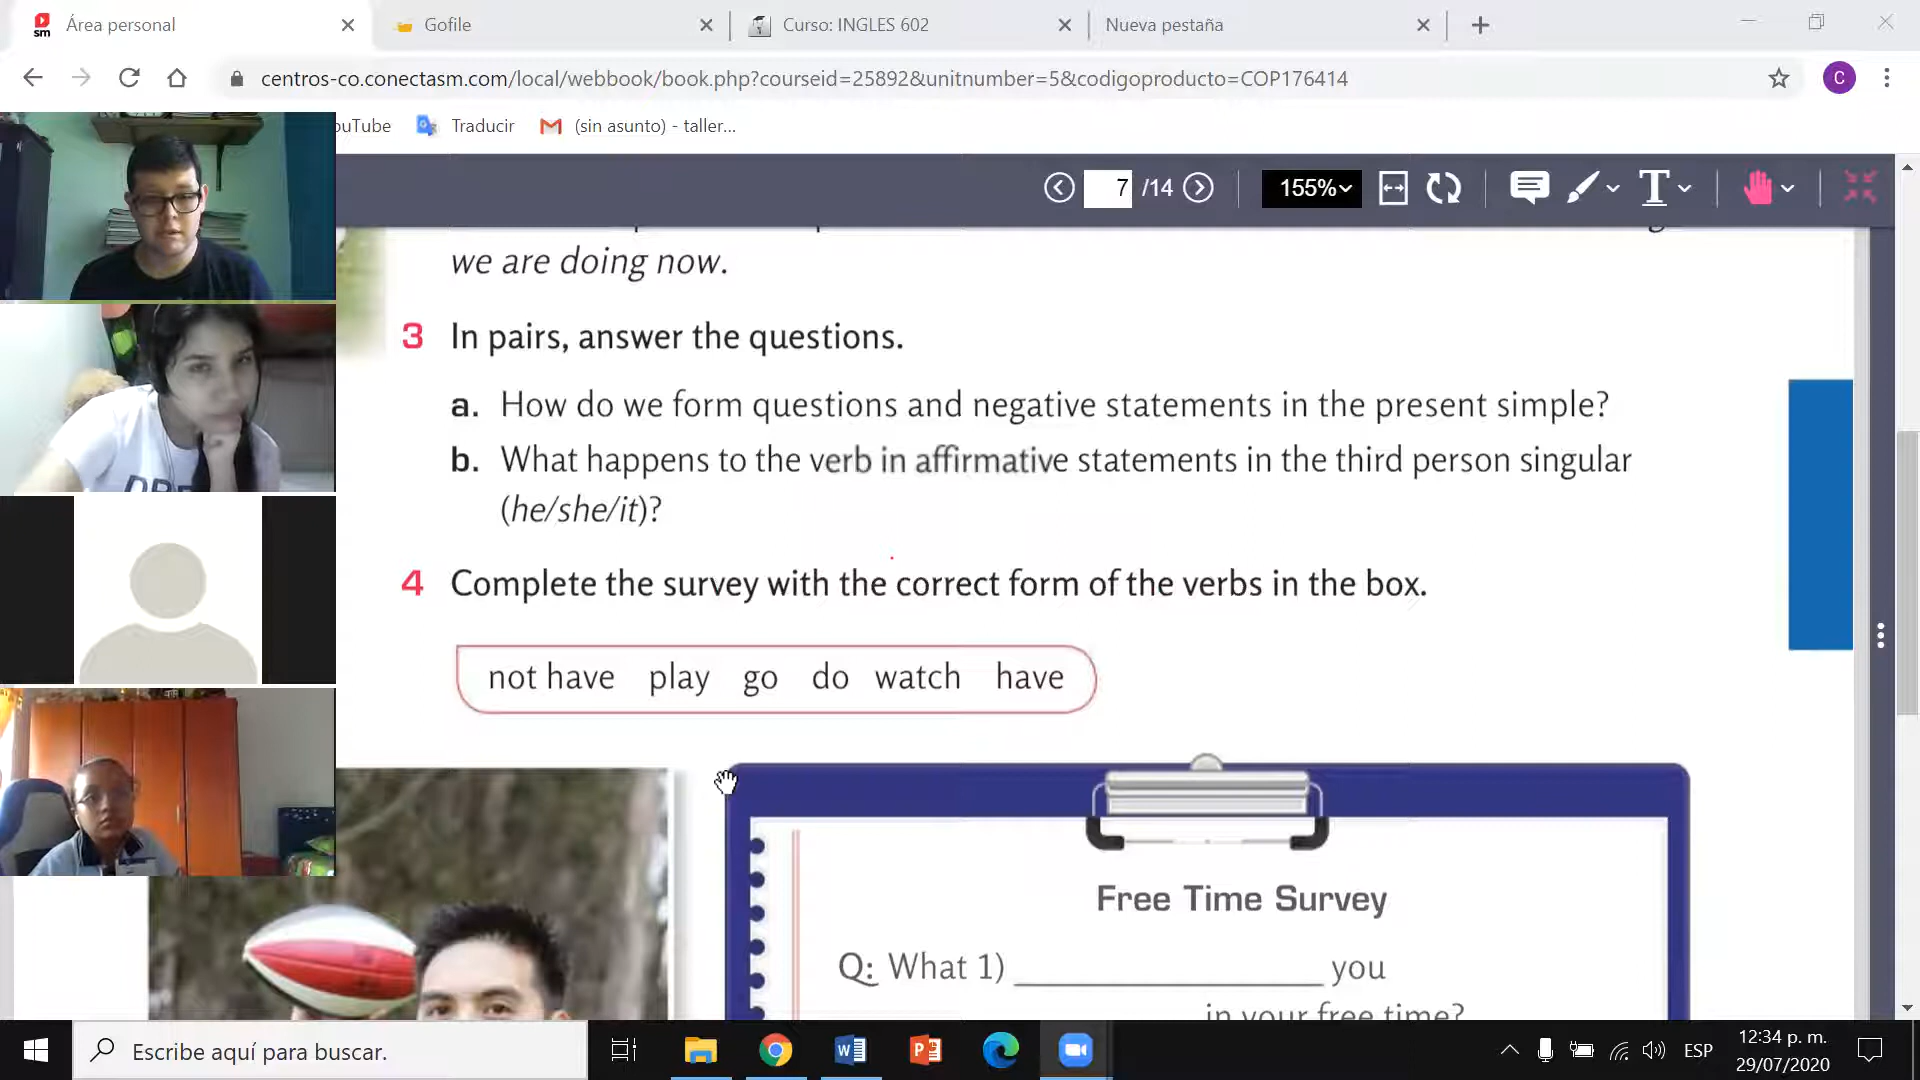 Área personal
Gofile
Curso: INGLES 602
Nueva pestaña
centros-co.conectasm.com/local/webbook/book.php?courseid=25892&unitnumber=5&codigoproducto=COP176414
C
Traducir
(sin asunto) - taller...
7 /14
155%
we are doing now.
3 In pairs, answer the questions.
a. How do we form questions and negative statements in the present simple?
b. What happens to the verb in affirmative statements in the third person singular
(he/she/it)?
4 Complete the survey with the correct form of the verbs in the box.
not have play go do watch have
Free Time Survey
Q: What 1) ____________________ you
in your free time?
Escribe aquí para buscar.
ESP
12:34 p. m.
29/07/2020